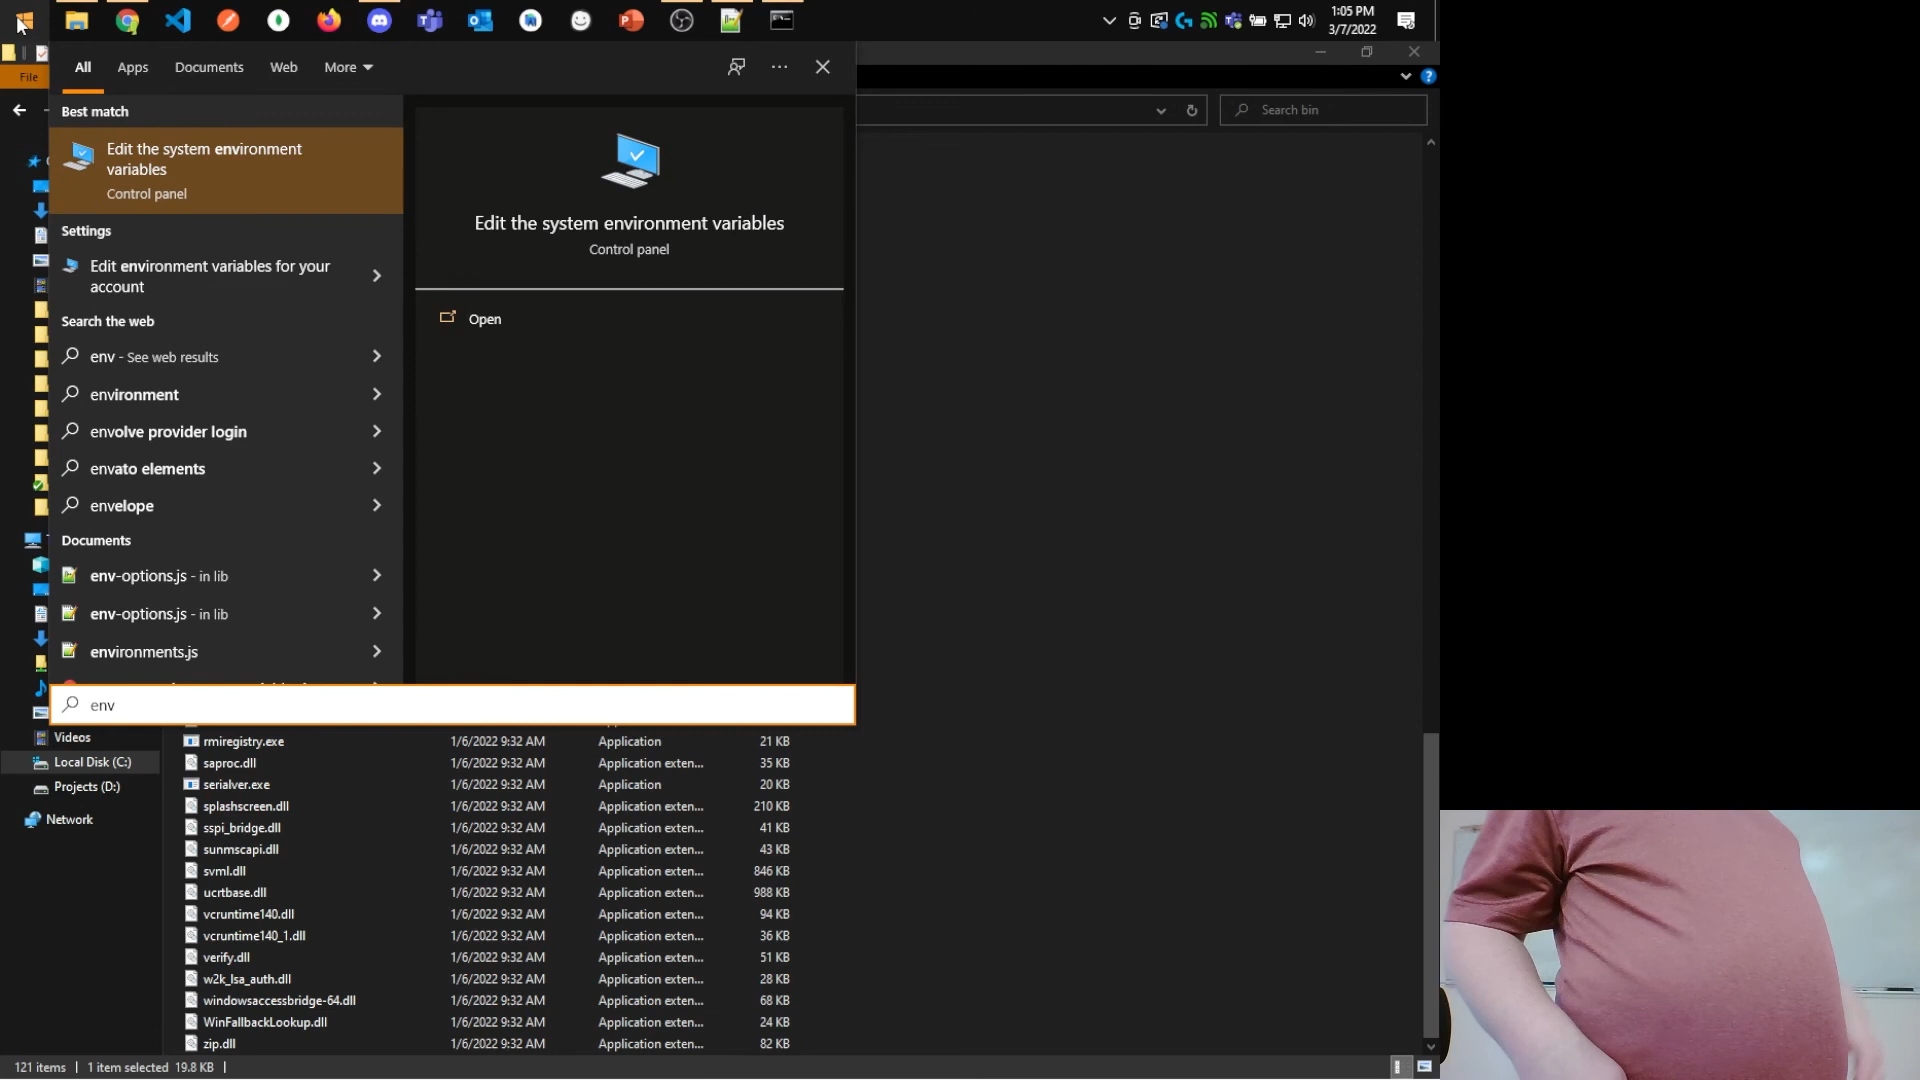 1:05 PM
3/7/2022
File
All
Apps
Documents
Web
More
Search bin
Best match
Edit the system environment
variables
Control panel
Edit the system environment variables
Control panel
Open
Settings
Edit environment variables for your
account
Search the web
env - See web results
environment
envolve provider login
envato elements
envelope
Documents
env-options.js - in lib
env-options.js - in lib
environments.js
env
Videos
Local Disk (C:)
Projects (D:)
Network
rmiregistry.exe 1/6/2022 9:32 AM Application 21 KB
saproc.dll 1/6/2022 9:32 AM Application exten... 35 KB
serialver.exe 1/6/2022 9:32 AM Application 20 KB
splashscreen.dll 1/6/2022 9:32 AM Application exten... 210 KB
sspi_bridge.dll 1/6/2022 9:32 AM Application exten... 41 KB
sunmscapi.dll 1/6/2022 9:32 AM Application exten... 43 KB
svml.dll 1/6/2022 9:32 AM Application exten... 846 KB
ucrtbase.dll 1/6/2022 9:32 AM Application exten... 988 KB
vcruntime140.dll 1/6/2022 9:32 AM Application exten... 94 KB
vcruntime140_1.dll 1/6/2022 9:32 AM Application exten... 36 KB
verify.dll 1/6/2022 9:32 AM Application exten... 51 KB
w2k_lsa_auth.dll 1/6/2022 9:32 AM Application exten... 28 KB
windowsaccessbridge-64.dll 1/6/2022 9:32 AM Application exten... 68 KB
WinFallbackLookup.dll 1/6/2022 9:32 AM Application exten... 24 KB
zip.dll 1/6/2022 9:32 AM Application exten... 82 KB
121 items
1 item selected 19.8 KB